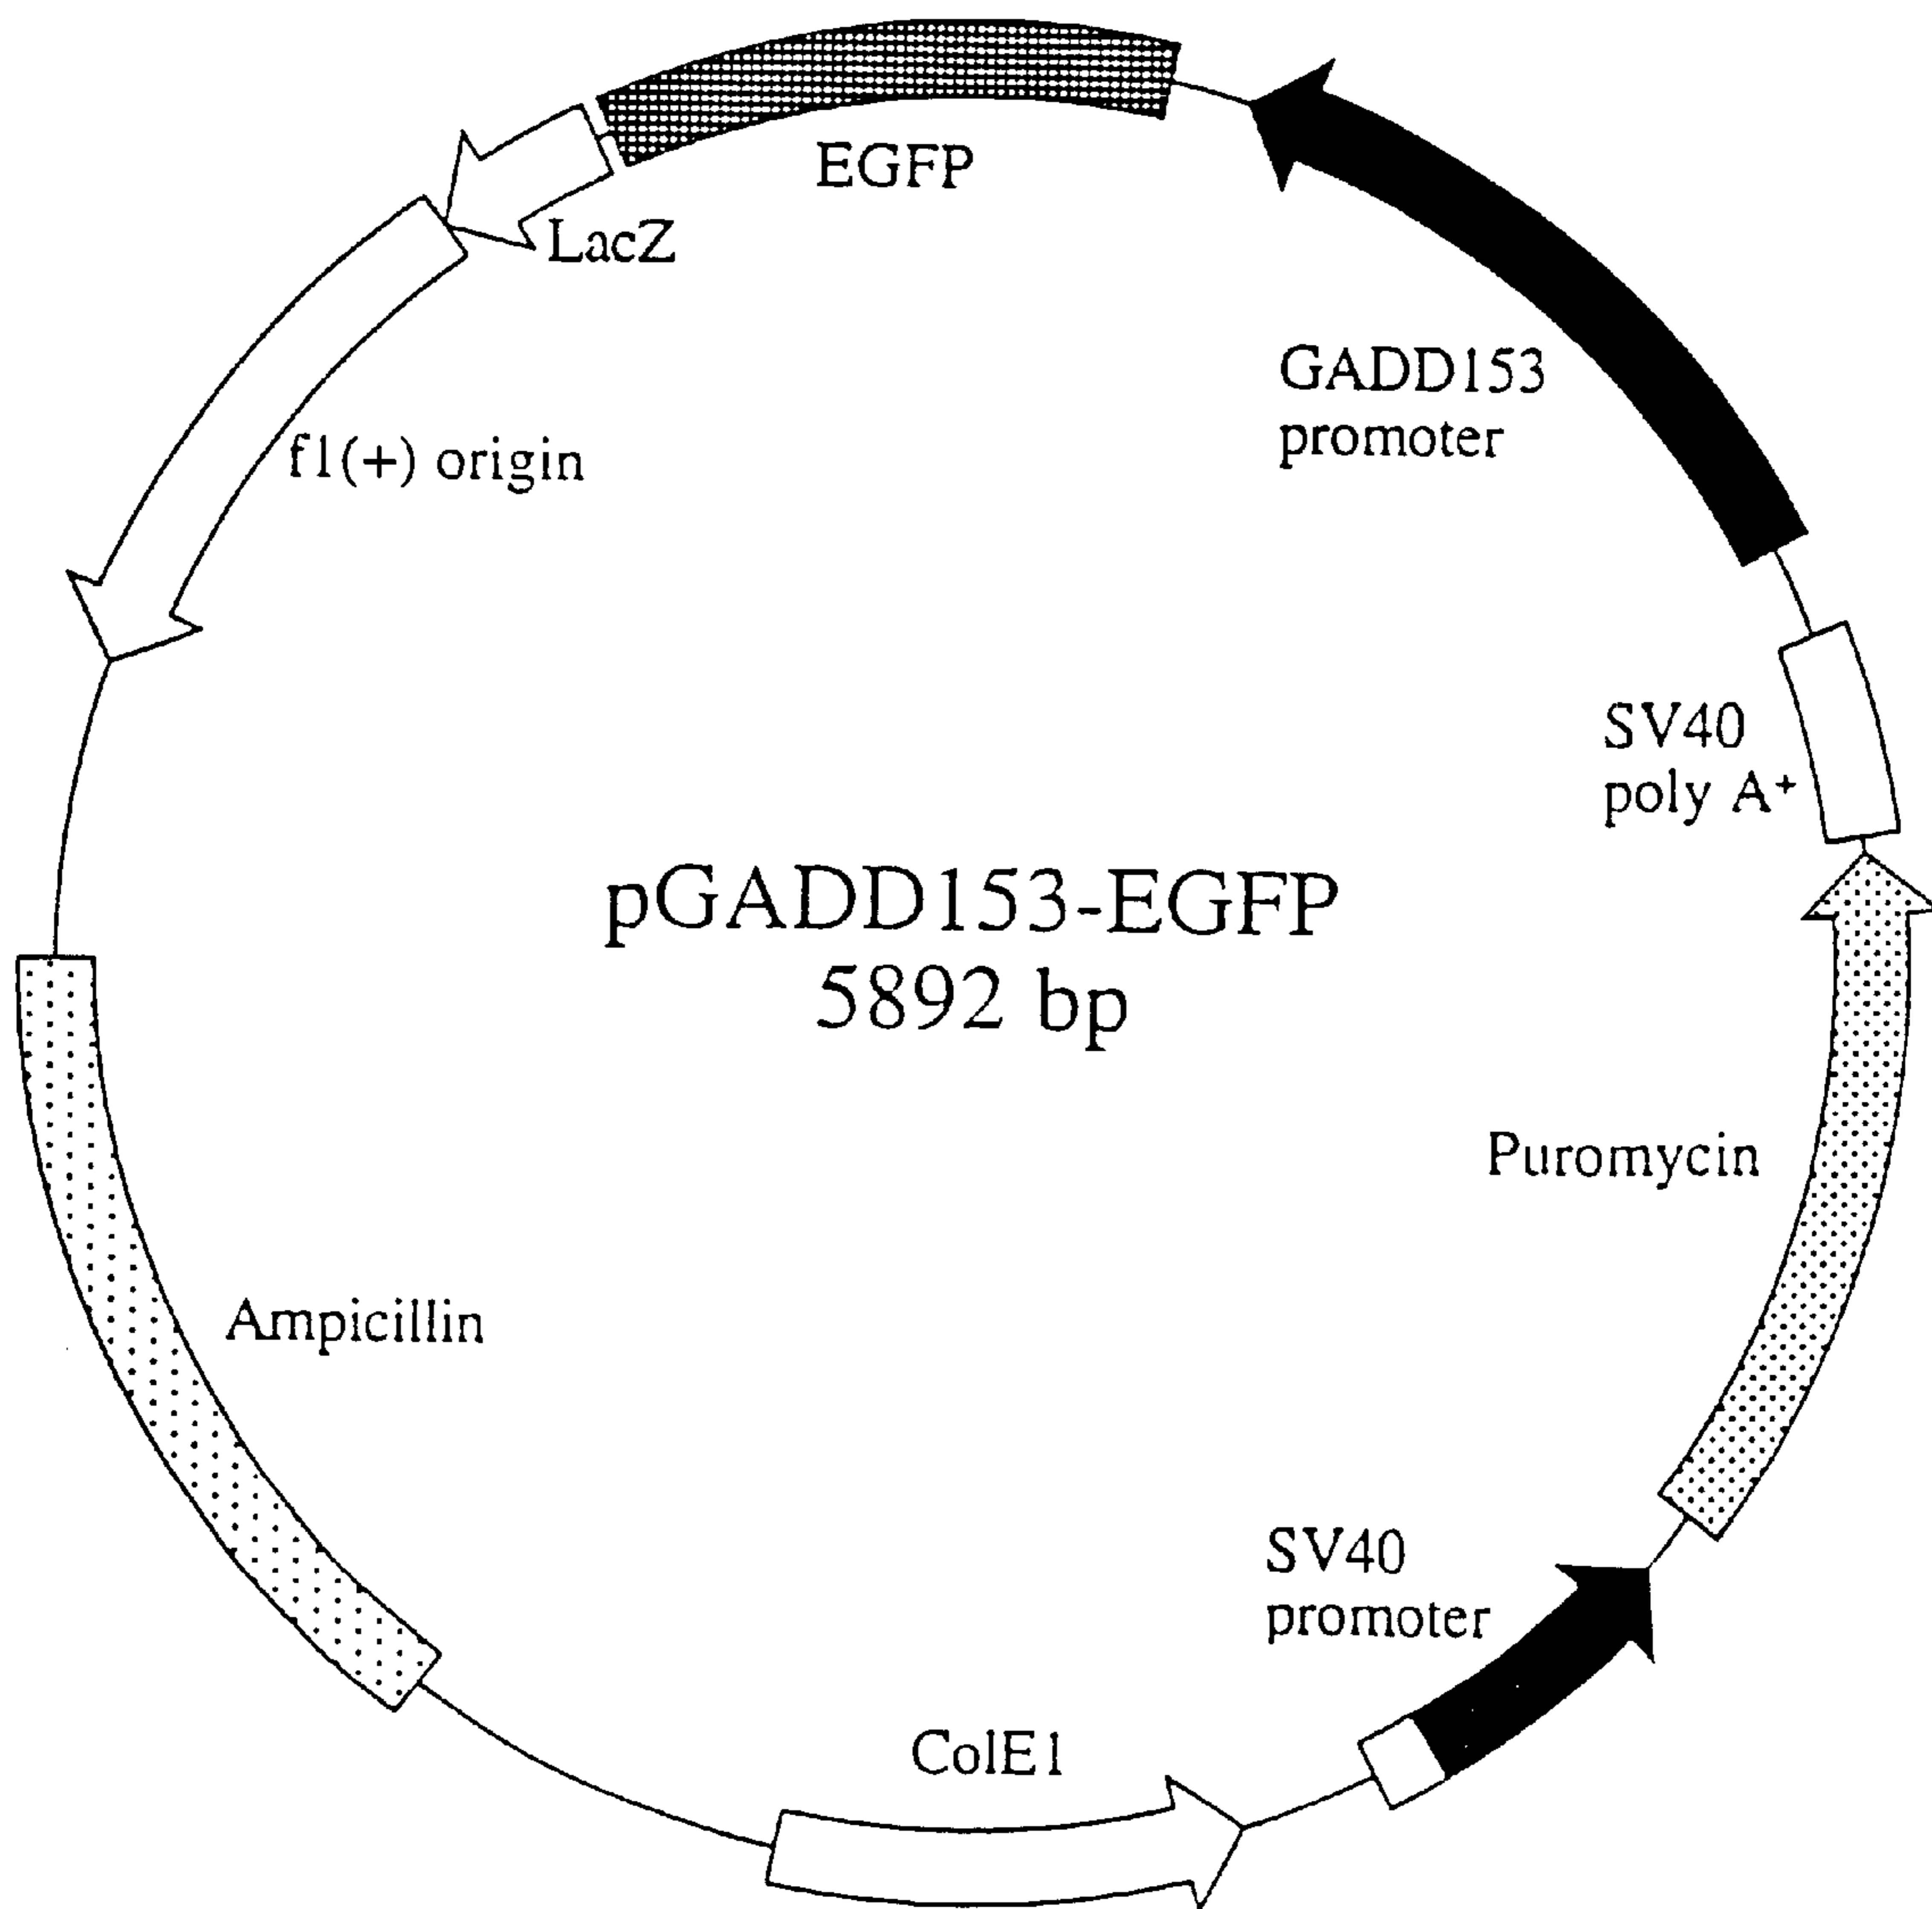 EGFP
LacZ
GADD153
promoter
f1(+) origin
SV40
poly A+
pGADD153-EGFP
5892 bp
Puromycin
Ampicillin
SV40
promoter
ColE1